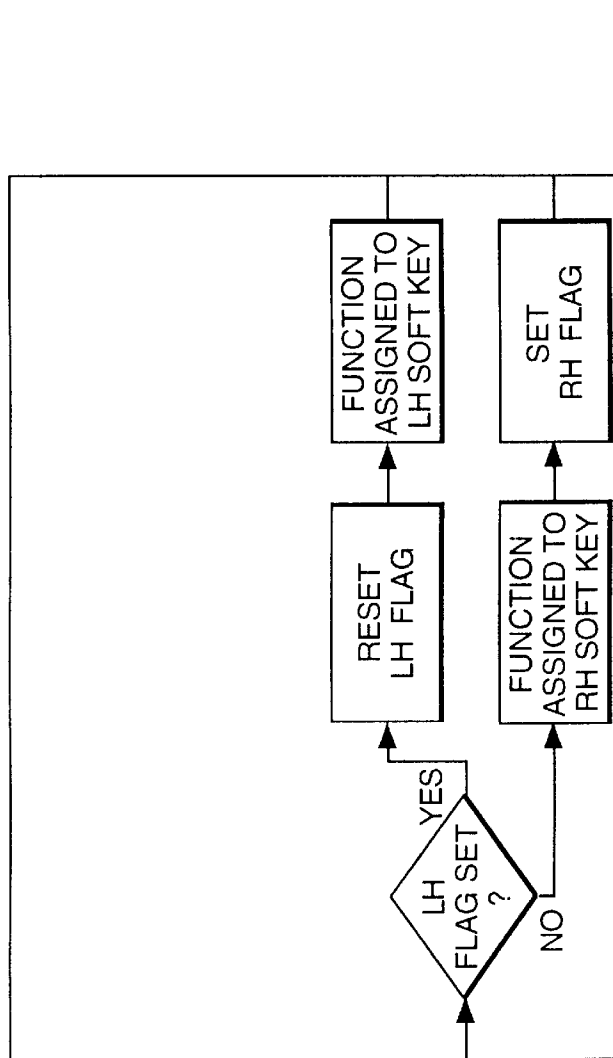 LH
FLAG SET
?
YES
NO
RESET
LH FLAG
FUNCTION
ASSIGNED TO
LH SOFT KEY
FUNCTION
ASSIGNED TO
RH SOFT KEY
SET
RH FLAG